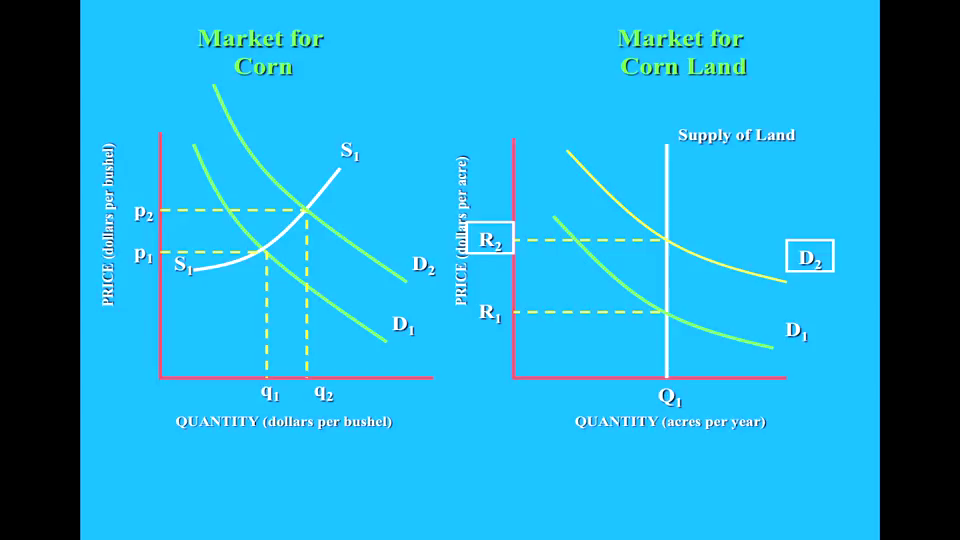 Market for
Corn
PRICE (dollars per bushel)
S1
p2
p1
S1
D2
D1
q1
q2
QUANTITY (dollars per bushel)
Market for
Corn Land
Supply of Land
PRICE (dollars per acre)
R2
D2
R1
D1
Q1
QUANTITY (acres per year)